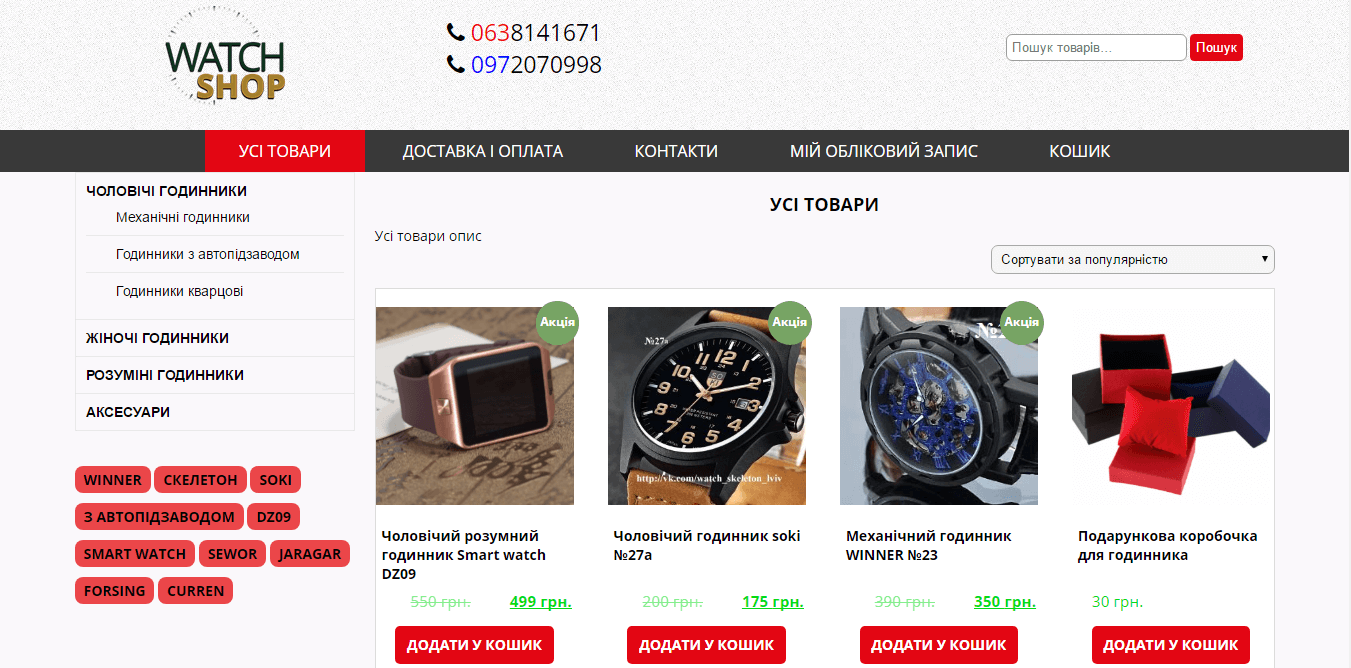 WATCH
SHOP
0638141671
0972070998
Пошук товарів...
Пошук
УСІ ТОВАРИ
ДОСТАВКА І ОПЛАТА
КОНТАКТИ
МІЙ ОБЛІКОВИЙ ЗАПИС
КОШИК
ЧОЛОВІЧІ ГОДИННИКИ
Механічні годинники
Годинники з автопідзаводом
Годинники кварцові
ЖІНОЧІ ГОДИННИКИ
РОЗУМІНІ ГОДИННИКИ
АКСЕСУАРИ
WINNER СКЕЛЕТОН SOKI
З АВТОПІДЗАВОДОМ DZ09
SMART WATCH SEWOR JARAGAR
FORSING CURREN
УСІ ТОВАРИ
Усі товари опис
Сортувати за популярністю
Акція
Чоловічий розумний
годинник Smart watch
DZ09
550 грн. 499 грн.
ДОДАТИ У КОШИК
Акція
№27а
http://vk.com/watch_skeleton_lviv
Чоловічий годинник soki
№27а
200 грн. 175 грн.
ДОДАТИ У КОШИК
Акція
Механічний годинник
WINNER №23
390 грн. 350 грн.
ДОДАТИ У КОШИК
Подарункова коробочка
для годинника
30 грн.
ДОДАТИ У КОШИК